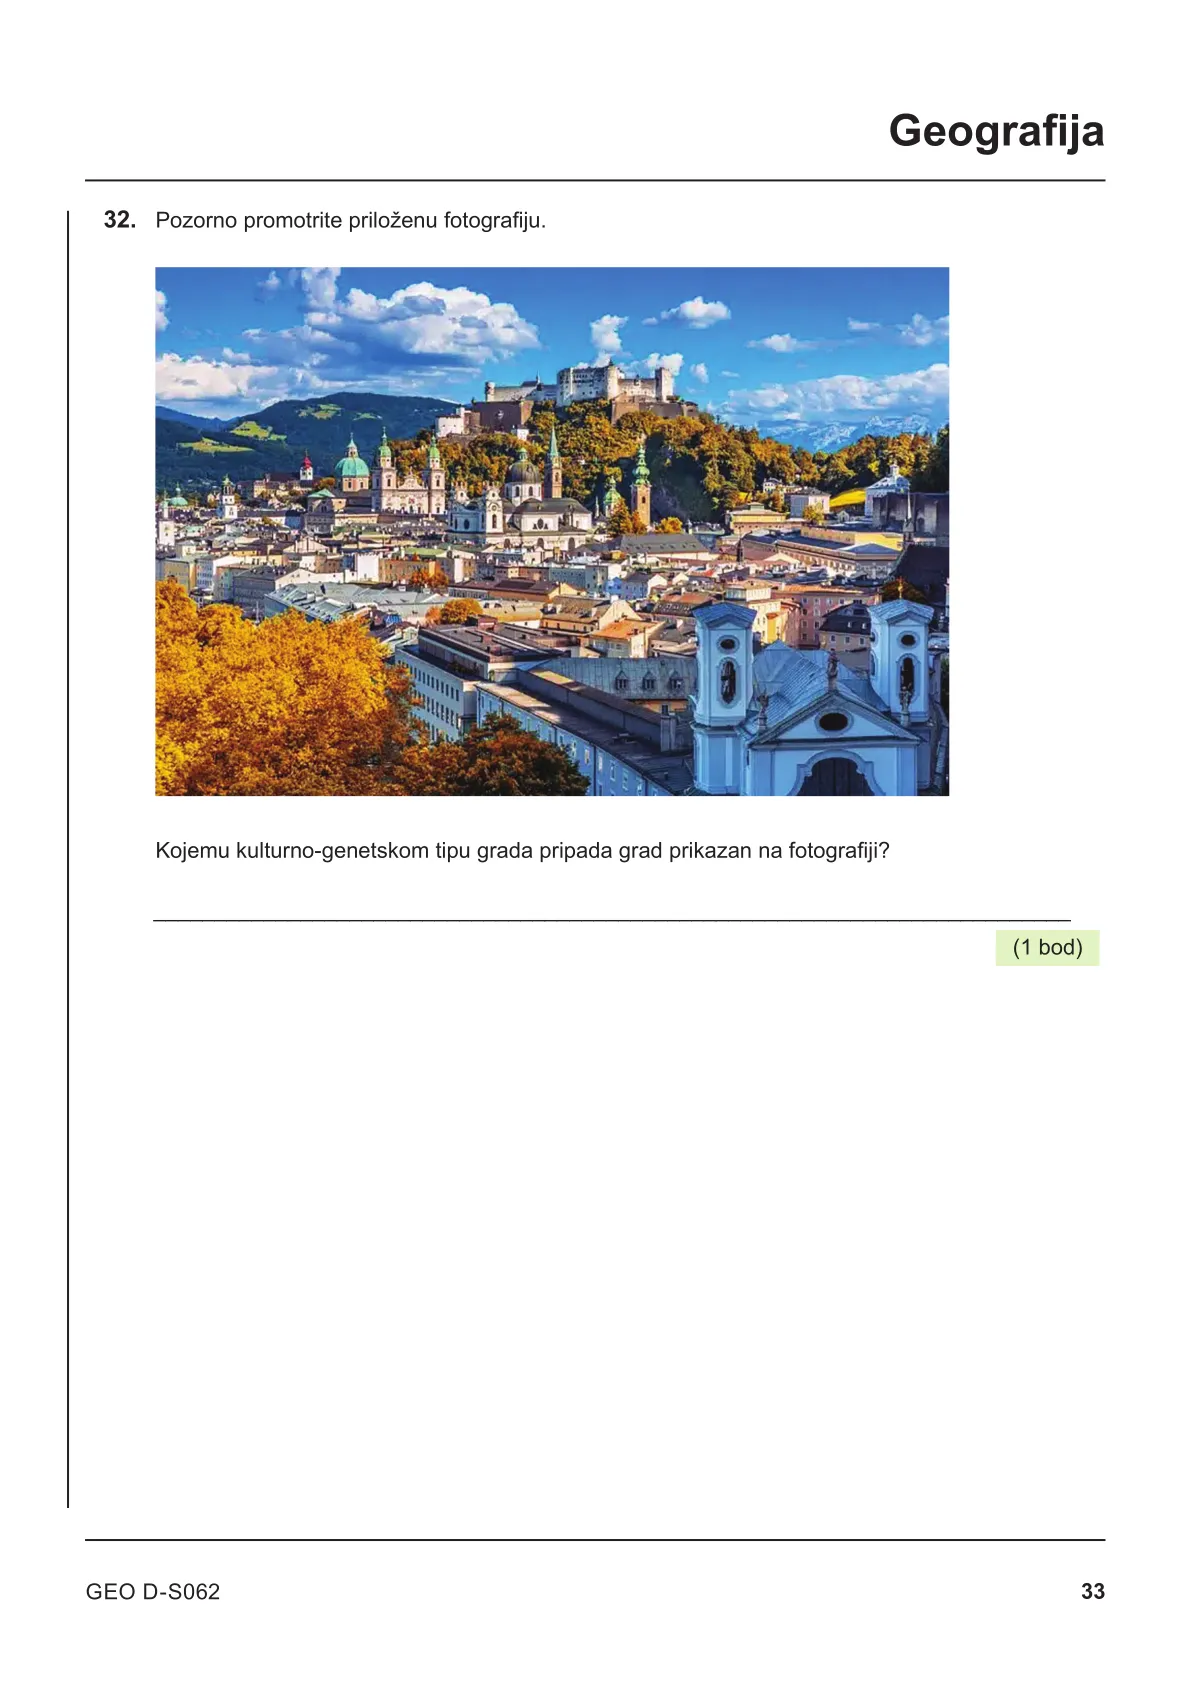 Geografija
32. Pozorno promotrite priloženu fotografiju.
Kojemu kulturno-genetskom tipu grada pripada grad prikazan na fotografiji?
(1 bod)
GEO D-S062
33